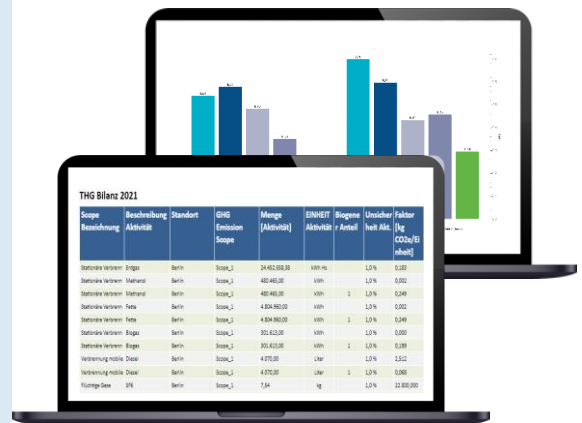 THG Bilanz 2021
Scope Bezeichnung Beschreibung Aktivität Standort GHG Emission Scope Menge [Aktivität] EINHEIT Aktivität Biogene r Anteil Unsicher heit Akt. Faktor [kg CO2e/Ei nheit]
Stationäre Verbrenn Erdgas Berlin Scope_1 kWh Hs 1,0 % 0,183
Stationäre Verbrenn Methanol Berlin Scope_1 480.465,00 kWh 1,0 % 0,002
Stationäre Verbrenn Methanol Berlin Scope_1 480.465,00 kWh 1 1,0 % 0,249
Stationäre Verbrenn Fette Berlin Scope_1 4.804.960,00 kWh 1,0 % 0,002
Stationäre Verbrenn Fette Berlin Scope_1 4.804.960,00 kWh 1 1,0 % 0,249
Stationäre Verbrenn Biogas Berlin Scope_1 301.613,00 kWh 1,0 % 0,000
Stationäre Verbrenn Biogas Berlin Scope_1 301.613,00 kWh 1 1,0 % 0,199
Verbrennung mobile Diesel Berlin Scope_1 4.070,00 Liter 1,0 % 2,512
Verbrennung mobile Diesel Berlin Scope_1 4.070,00 Liter 1 1,0 % 0,068
Flüchtige Gase SF6 Berlin Scope_1 7,64 kg 1,0 % 22.800,000